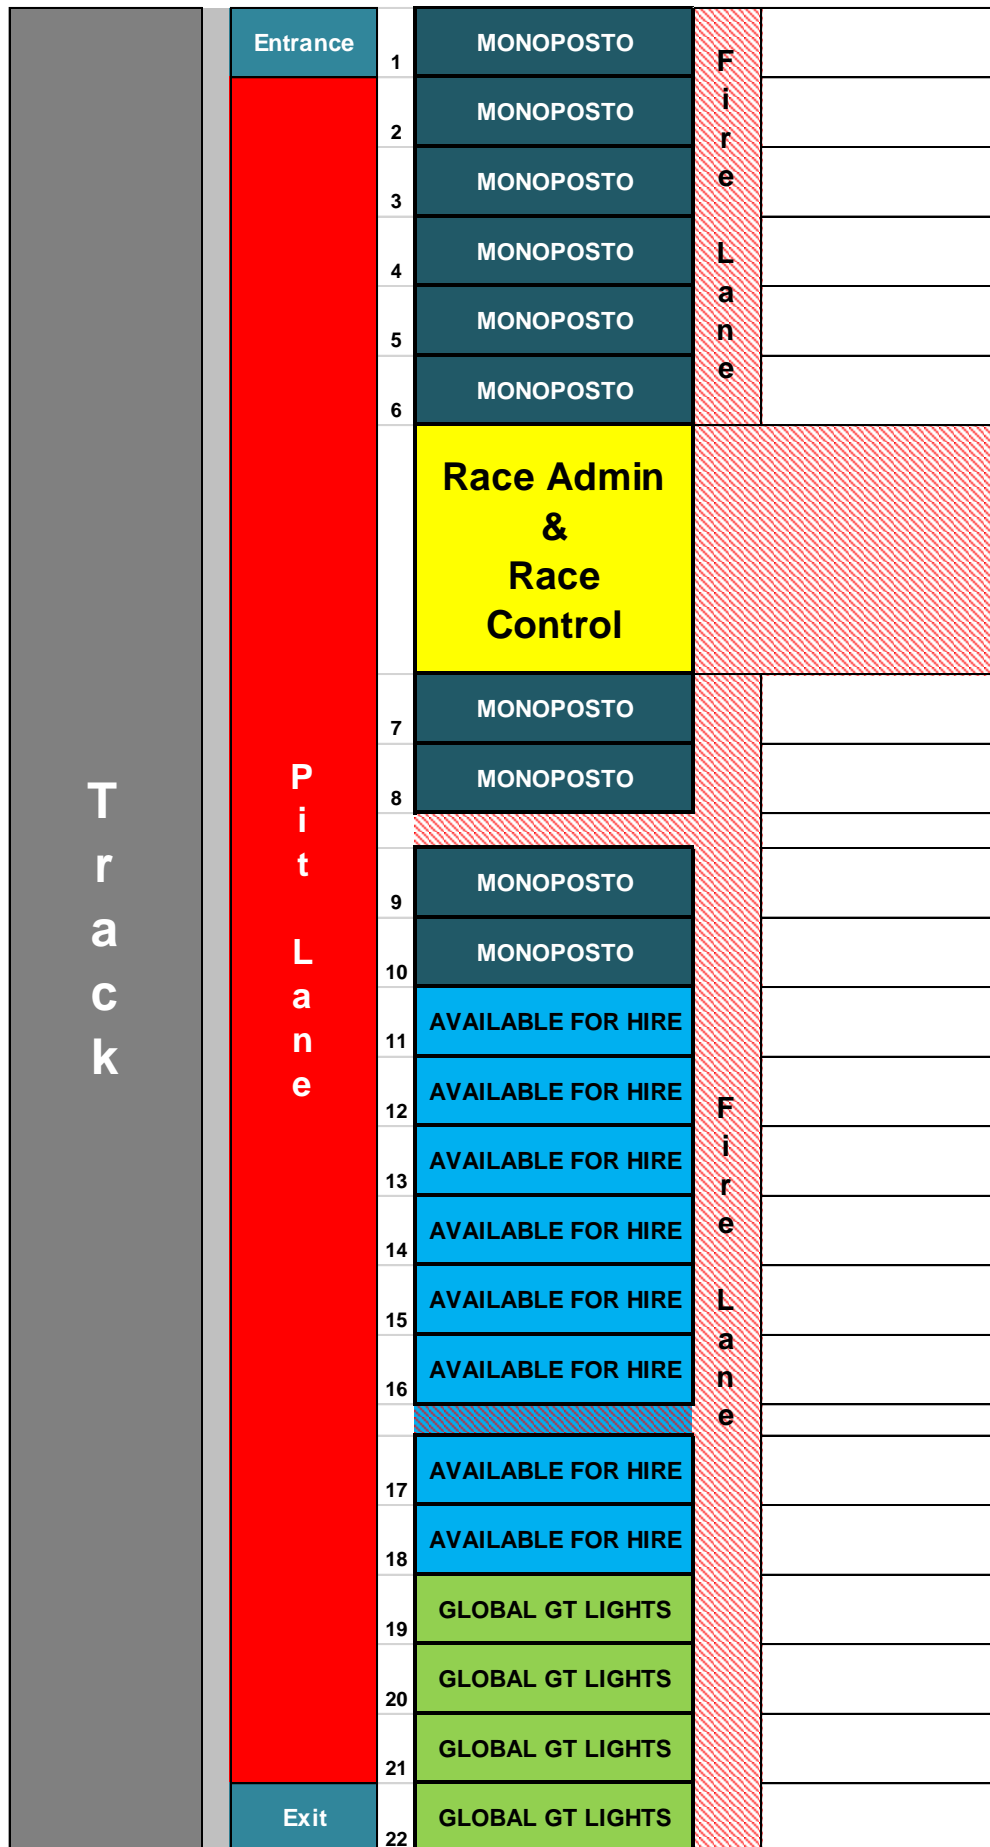 Entrance
1
MONOPOSTO
2
MONOPOSTO
3
MONOPOSTO
4
MONOPOSTO
5
MONOPOSTO
6
MONOPOSTO
Fire Lane
Race Admin
&
Race
Control
7
MONOPOSTO
8
MONOPOSTO
Track
Pit Lane
9
MONOPOSTO
10
MONOPOSTO
11
AVAILABLE FOR HIRE
12
AVAILABLE FOR HIRE
13
AVAILABLE FOR HIRE
14
AVAILABLE FOR HIRE
15
AVAILABLE FOR HIRE
16
AVAILABLE FOR HIRE
Fire Lane
17
AVAILABLE FOR HIRE
18
AVAILABLE FOR HIRE
19
GLOBAL GT LIGHTS
20
GLOBAL GT LIGHTS
21
GLOBAL GT LIGHTS
Exit
22
GLOBAL GT LIGHTS